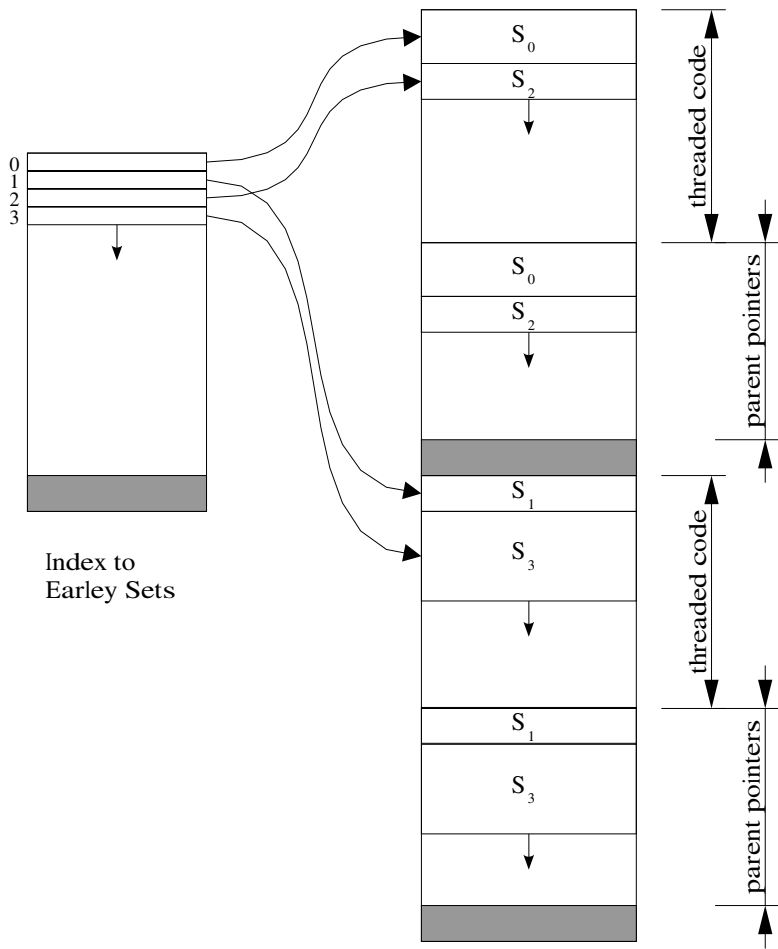 S₀
S₂
threaded code
0
1
2
3
S₀
S₂
parent pointers
S₁
S₃
threaded code
Index to
Earley Sets
S₁
S₃
parent pointers